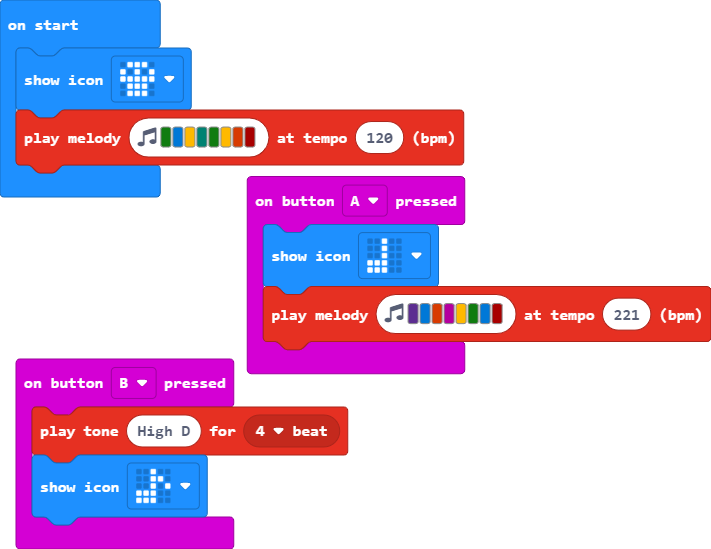 on start
show icon
play melody at tempo 120 (bpm)
on button A pressed
show icon
play melody at tempo 221 (bpm)
on button B pressed
play tone High D for 4 beat
show icon